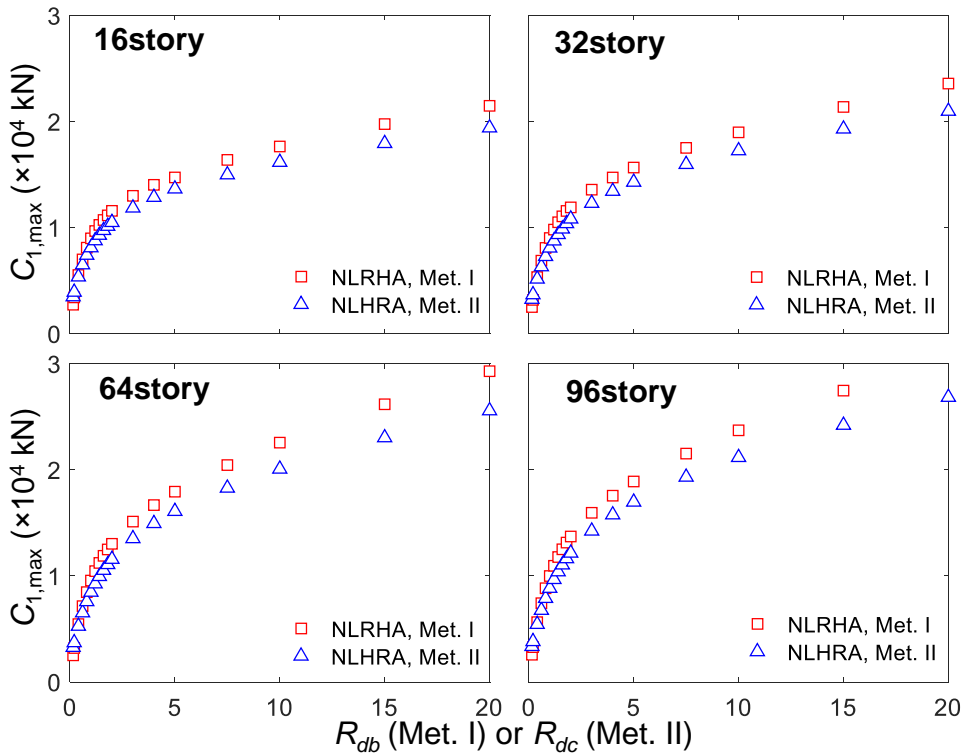 3
2
1
0
C1,max (×10⁴ kN)
16story
NLRHA, Met. I
NLHRA, Met. II
32story
NLRHA, Met. I
NLHRA, Met. II
3
2
1
0
C1,max (×10⁴ kN)
64story
NLRHA, Met. I
NLHRA, Met. II
0 5 10 15 20
96story
NLRHA, Met. I
NLHRA, Met. II
0 5 10 15 20
Rdb (Met. I) or Rdc (Met. II)